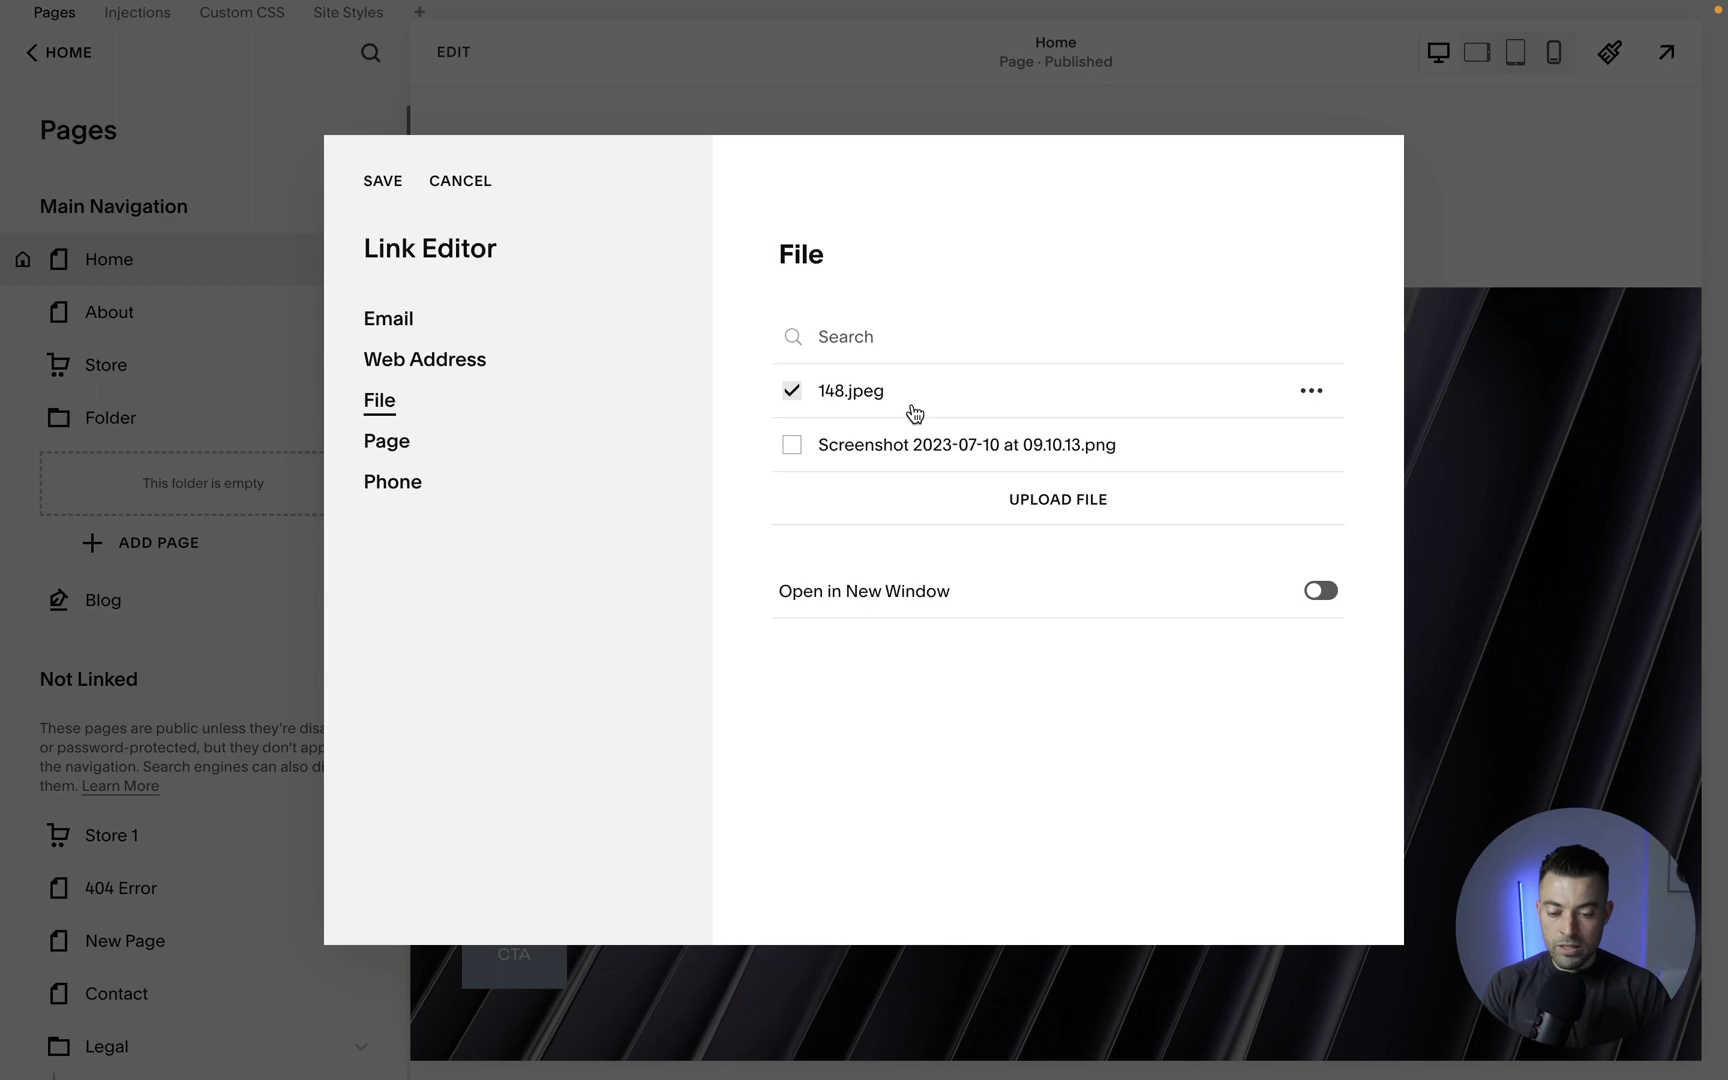 Pages Injections Custom CSS Site Styles +
HOME
EDIT
Home
Page · Published
Pages
Main Navigation
Home
About
Store
Folder
This folder is empty
ADD PAGE
Blog
Not Linked
These pages are public unless they're
or password-protected, but they don't
the navigation. Search engines can also
them. Learn More
Store 1
404 Error
New Page
Contact
Legal
SAVE CANCEL
Link Editor
Email
Web Address
File
Page
Phone
File
Search
148.jpeg
Screenshot 2023-07-10 at 09.10.13.png
UPLOAD FILE
Open in New Window
CTA